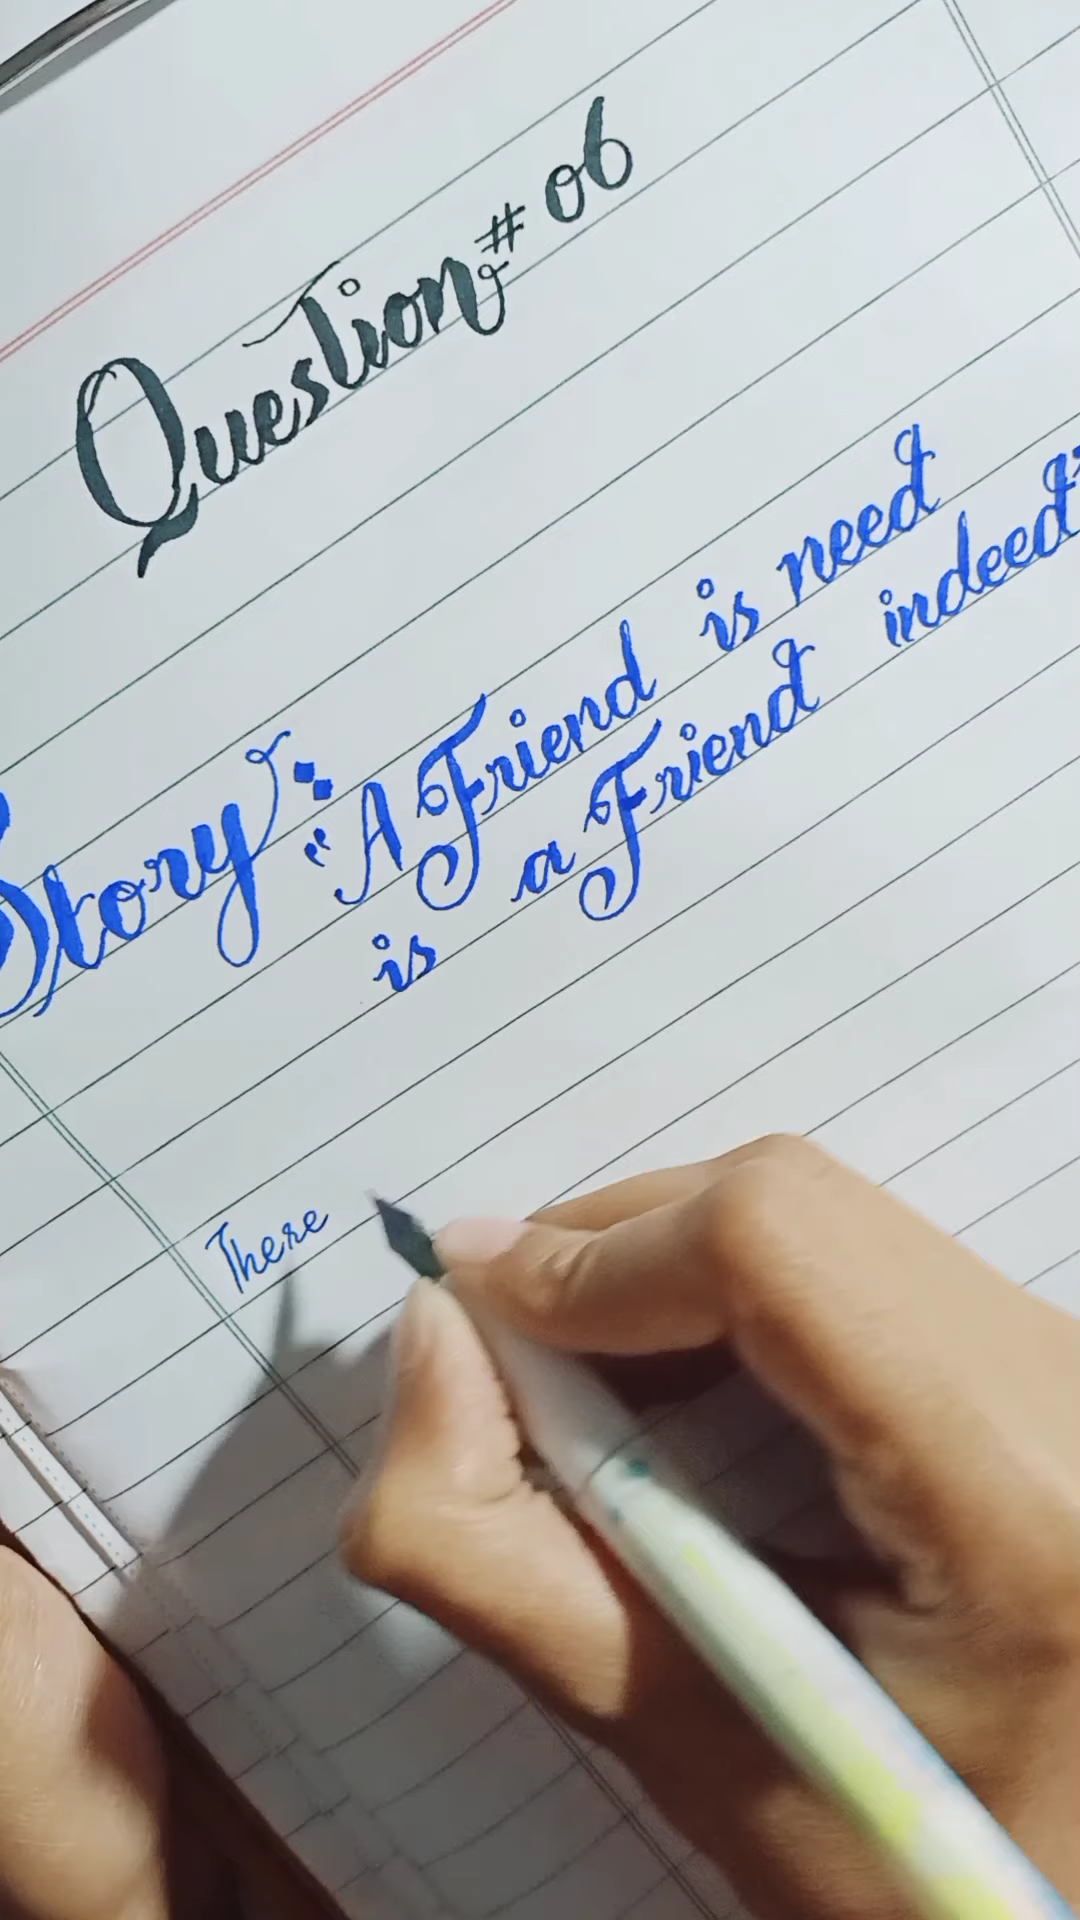 Question # 06
Story: "A Friend is need
is a Friend indeed"
There